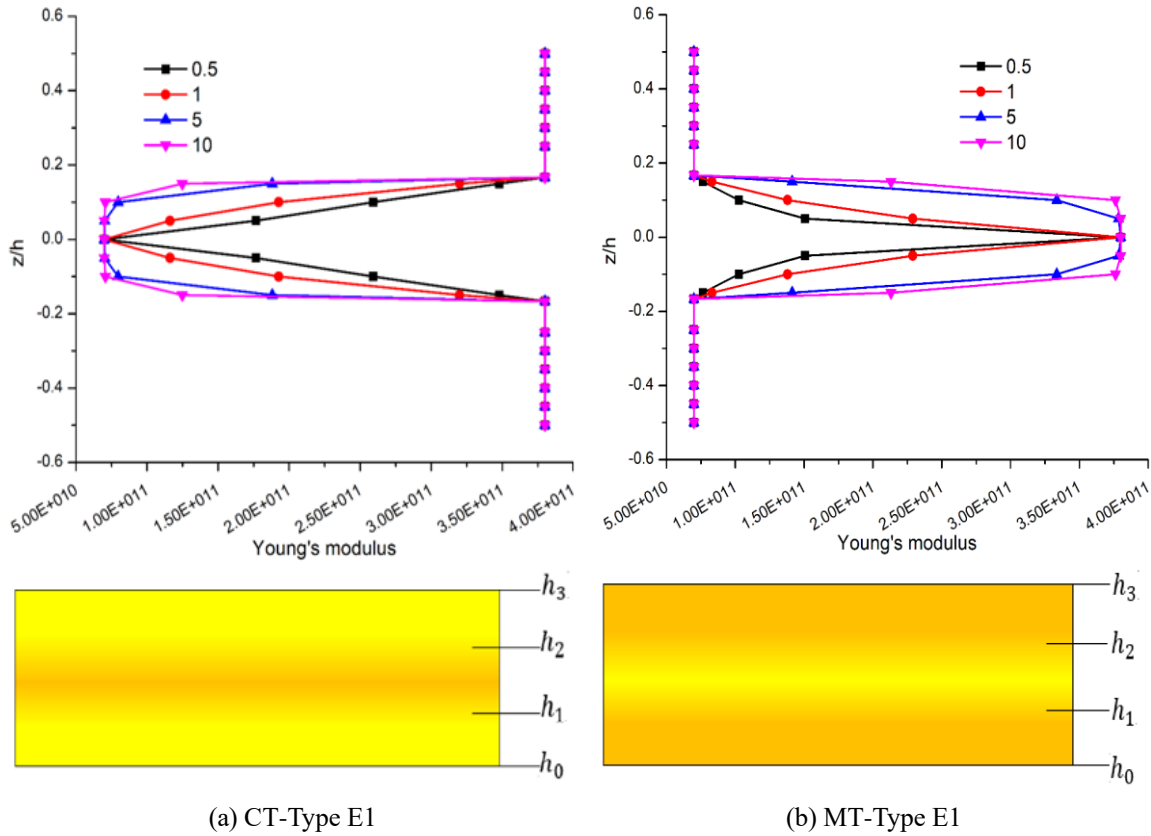 0.6
0.4
0.2
0.0
-0.2
-0.4
-0.6
z/h
0.5
1
5
10
5.00E+010
1.00E+011
1.50E+011
2.00E+011
2.50E+011
3.00E+011
3.50E+011
4.00E+011
Young's modulus
h3
h2
h1
h0
(a) CT-Type E1
0.6
0.4
0.2
0.0
-0.2
-0.4
-0.6
z/h
0.5
1
5
10
5.00E+010
1.00E+011
1.50E+011
2.00E+011
2.50E+011
3.00E+011
3.50E+011
4.00E+011
Young's modulus
h3
h2
h1
h0
(b) MT-Type E1